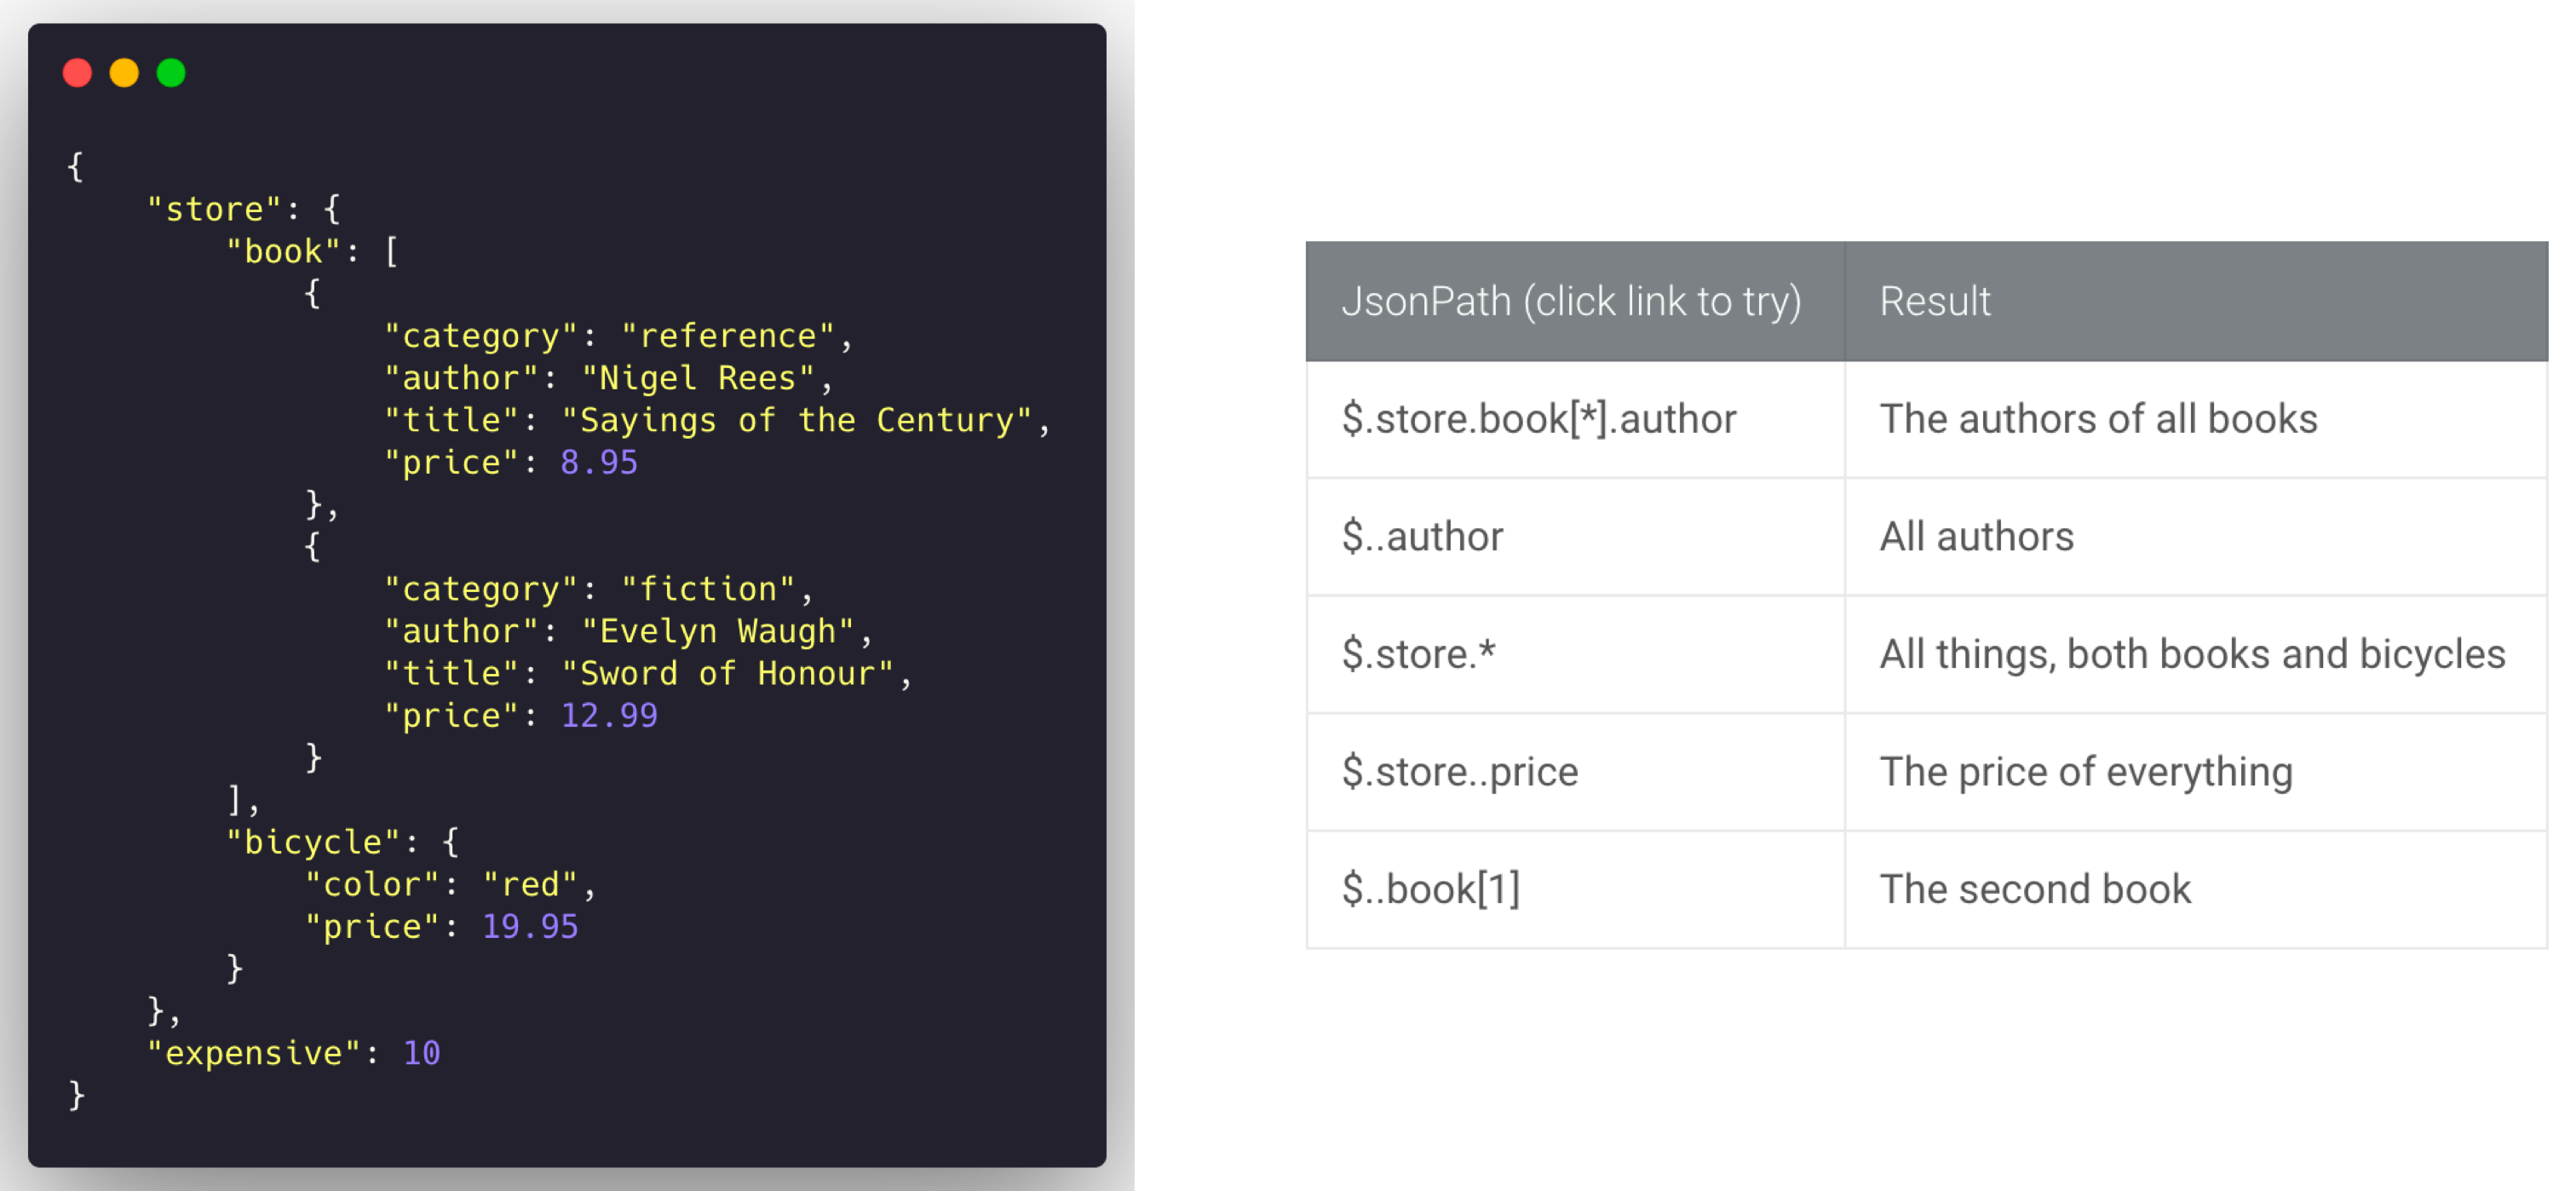 {
    "store": {
        "book": [
            {
                "category": "reference",
                "author": "Nigel Rees",
                "title": "Sayings of the Century",
                "price": 8.95
            },
            {
                "category": "fiction",
                "author": "Evelyn Waugh",
                "title": "Sword of Honour",
                "price": 12.99
            }
        ],
        "bicycle": {
            "color": "red",
            "price": 19.95
        }
    },
    "expensive": 10
}
JsonPath (click link to try) Result
$.store.book[*].author The authors of all books
$..author All authors
$.store.* All things, both books and bicycles
$.store..price The price of everything
$..book[1] The second book